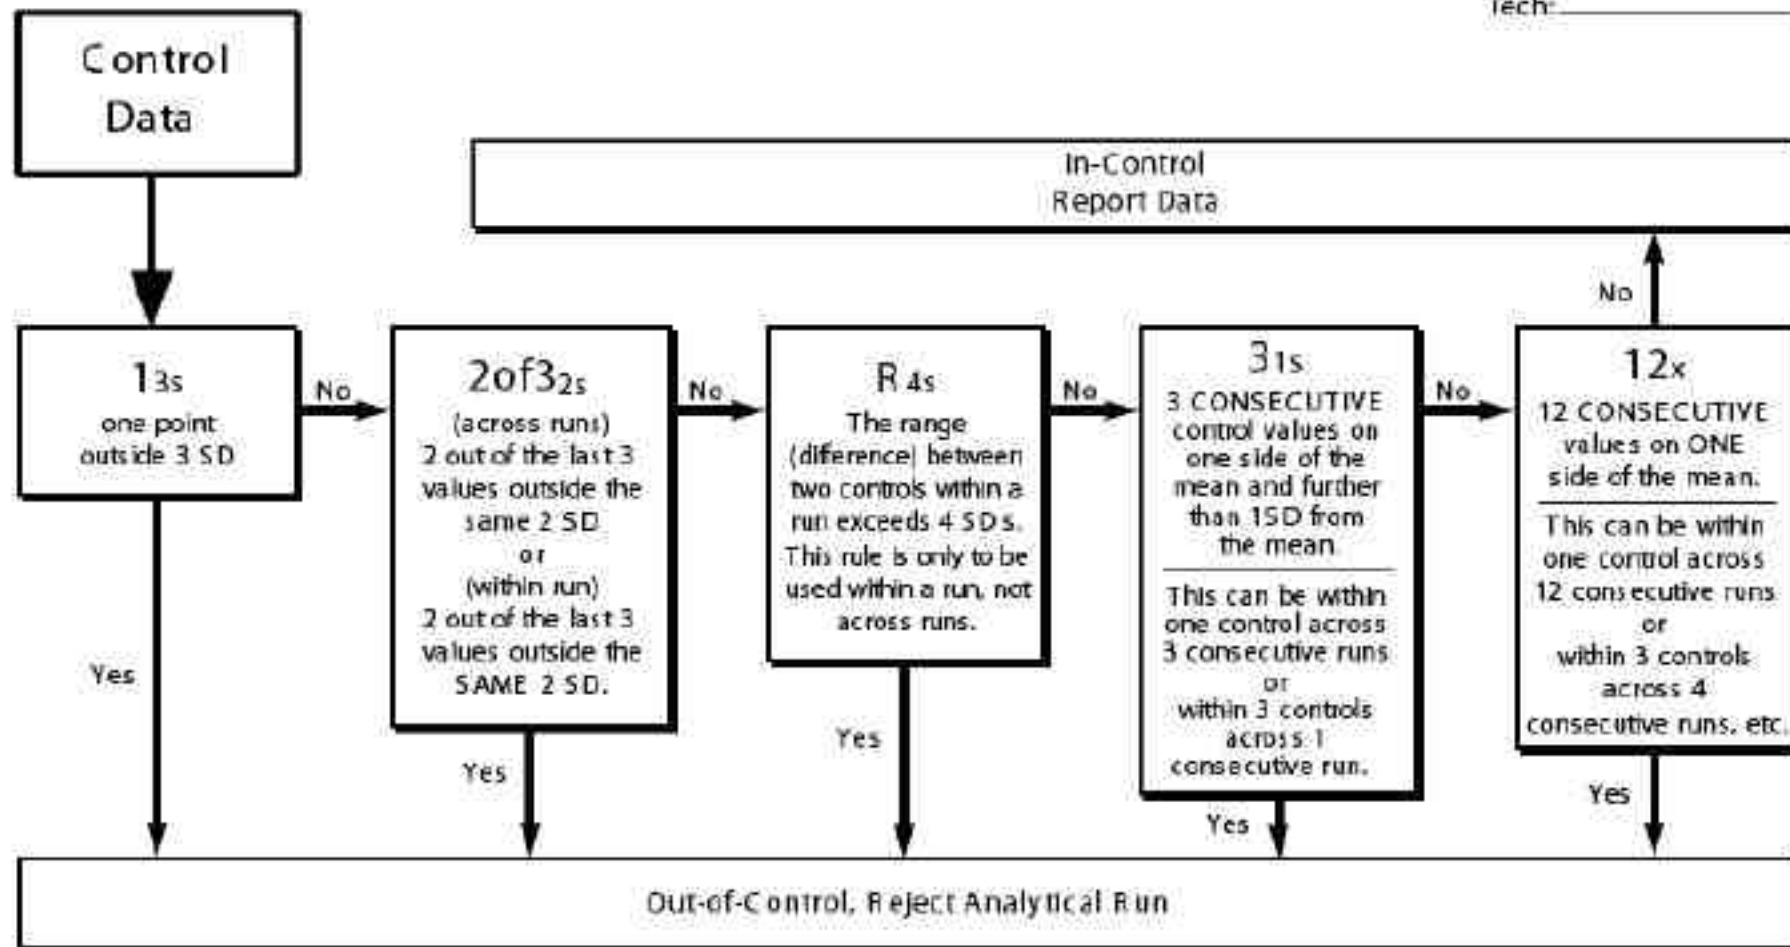 Tech:
Control
Data
In-Control
Report Data
No
13s
one point
outside 3 SD
No
2of32s
(across runs)
2 out of the last 3
values outside the
same 2 SD
or
(within run)
2 out of the last 3
values outside the
SAME 2 SD.
No
R4s
The range
(difference) between
two controls within a
run exceeds 4 SDs.
This rule is only to be
used within a run, not
across runs.
No
31s
3 CONSECUTIVE
control values on
one side of the
mean and further
than 1SD from
the mean
This can be within
one control across
3 consecutive runs
or
within 3 controls
across 1
consecutive run.
No
12x
12 CONSECUTIVE
values on ONE
side of the mean.
This can be within
one control across
12 consecutive runs
or
within 3 controls
across 4
consecutive runs, etc.
Yes
Yes
Yes
Yes
Yes
Out-of-Control, Reject Analytical Run